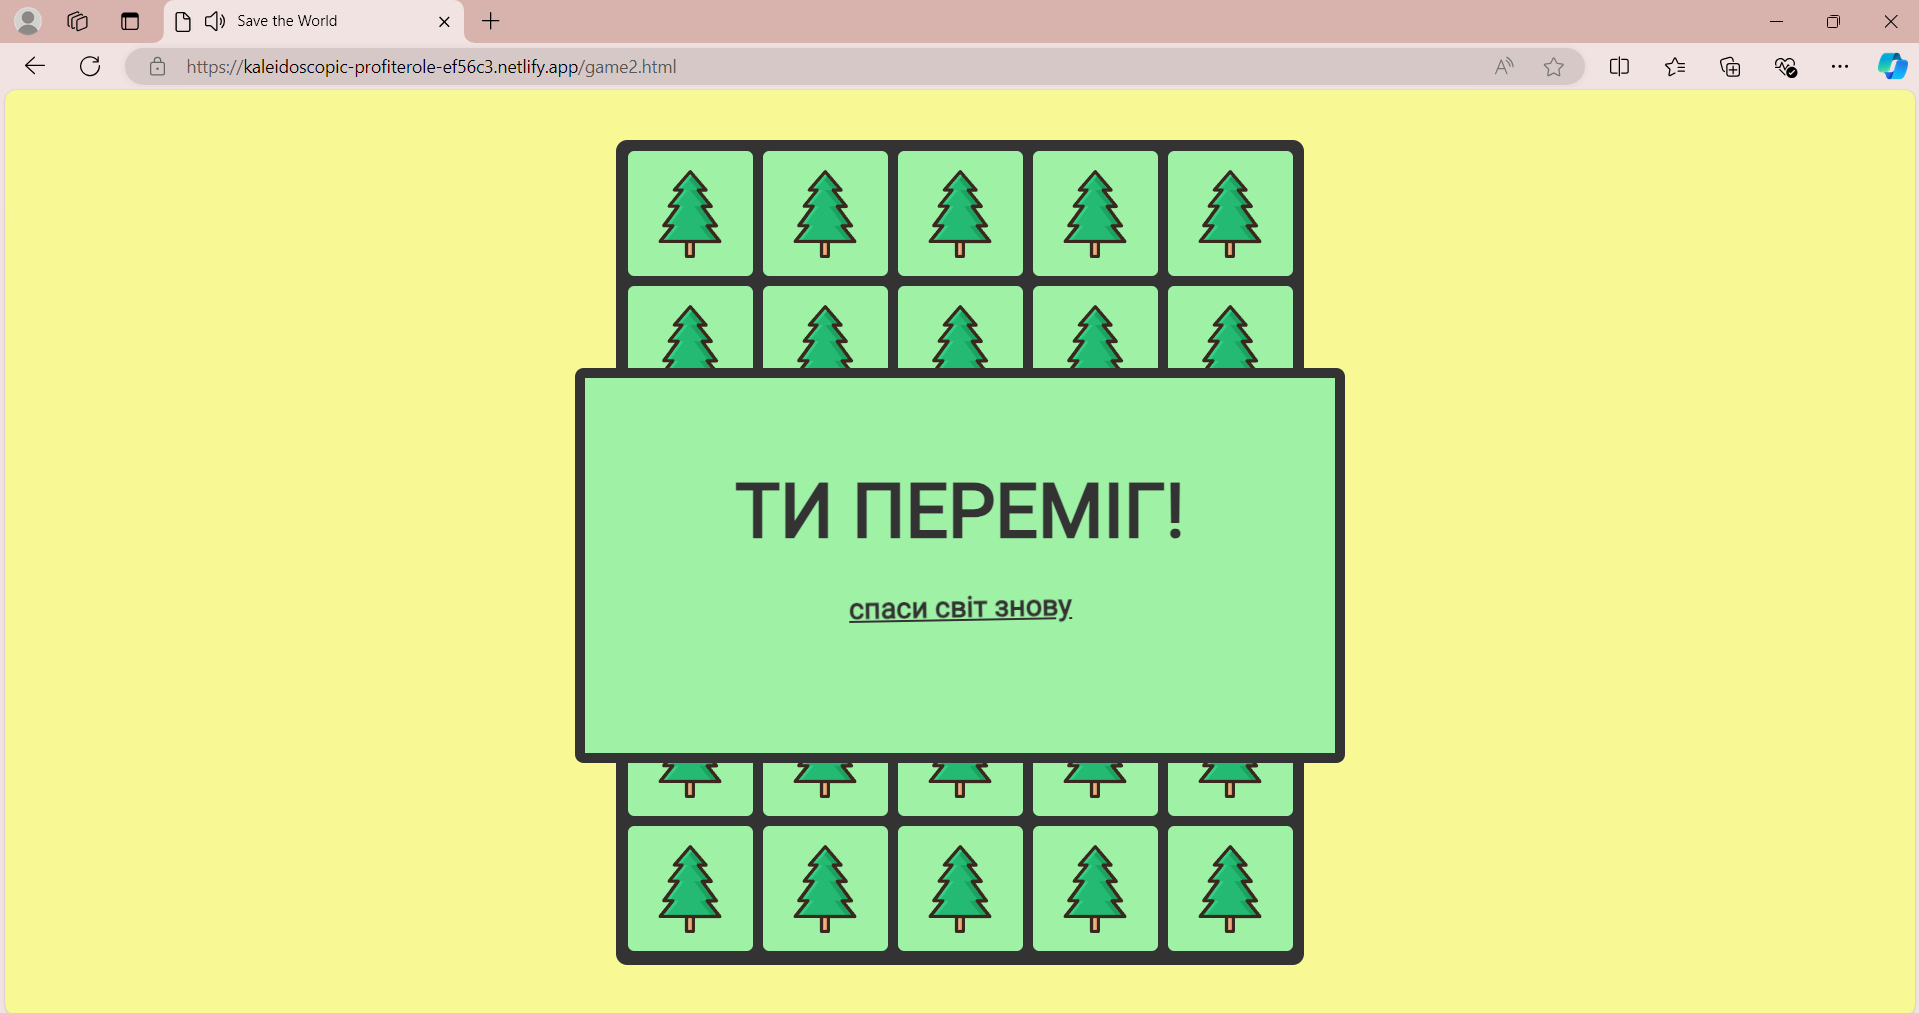 Save the World
https://kaleidoscopic-profiterole-ef56c3.netlify.app/game2.html
ТИ ПЕРЕМІГ!
спаси світ знову